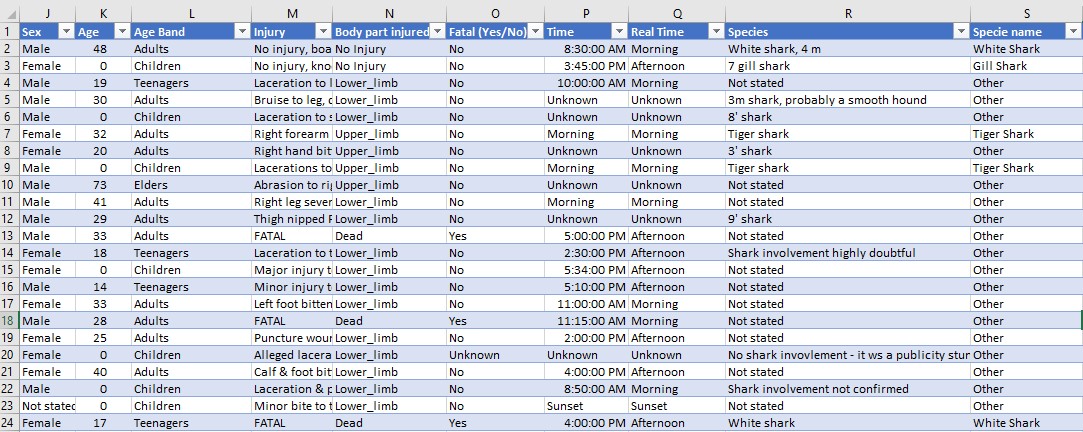 J K L M N O P Q R S
1 Sex Age Age Band Injury Body part injured Fatal (Yes/No) Time Real Time Species Specie name
2 Male 48 Adults No injury, boa No Injury No 8:30:00 AM Morning White shark, 4 m White Shark
3 Female 0 Children No injury, kno No Injury No 3:45:00 PM Afternoon 7 gill shark Gill Shark
4 Male 19 Teenagers Laceration to l Lower_limb No 10:00:00 AM Morning Not stated Other
5 Male 30 Adults Bruise to leg, c Lower_limb No Unknown Unknown 3m shark, probably a smooth hound Other
6 Male 0 Children Laceration to s Lower_limb No Unknown Unknown 8' shark Other
7 Female 32 Adults Right forearm Upper_limb No Morning Morning Tiger shark Tiger Shark
8 Female 20 Adults Right hand bit Upper_limb No Unknown Unknown 3' shark Other
9 Male 0 Children Lacerations to Upper_limb No Morning Morning Tiger shark Tiger Shark
10 Male 73 Elders Abrasion to rig Upper_limb No Unknown Unknown Not stated Other
11 Male 41 Adults Right leg sever Lower_limb No Morning Morning Not stated Other
12 Male 29 Adults Thigh nipped F Lower_limb No Unknown Unknown 9' shark Other
13 Male 33 Adults FATAL Dead Yes 5:00:00 PM Afternoon Not stated Other
14 Female 18 Teenagers Laceration to t Lower_limb No 2:30:00 PM Afternoon Shark involvement highly doubtful Other
15 Female 0 Children Major injury t Lower_limb No 5:34:00 PM Afternoon Not stated Other
16 Male 14 Teenagers Minor injury t Lower_limb No 5:10:00 PM Afternoon Not stated Other
17 Female 33 Adults Left foot bitten Lower_limb No 11:00:00 AM Morning Not stated Other
18 Male 28 Adults FATAL Dead Yes 11:15:00 AM Morning Not stated Other
19 Female 25 Adults Puncture wour Lower_limb No 2:00:00 PM Afternoon Not stated Other
20 Female 0 Children Alleged lacera Lower_limb Unknown Unknown Unknown No shark invovlement - it ws a publicity stur Other
21 Female 40 Adults Calf & foot bit Lower_limb No 4:00:00 PM Afternoon Not stated Other
22 Male 0 Children Laceration & p Lower_limb No 8:50:00 AM Morning Shark involvement not confirmed Other
23 Not stated 0 Children Minor bite to t Lower_limb No Sunset Sunset Not stated Other
24 Female 17 Teenagers FATAL Dead Yes 4:00:00 PM Afternoon White shark White Shark